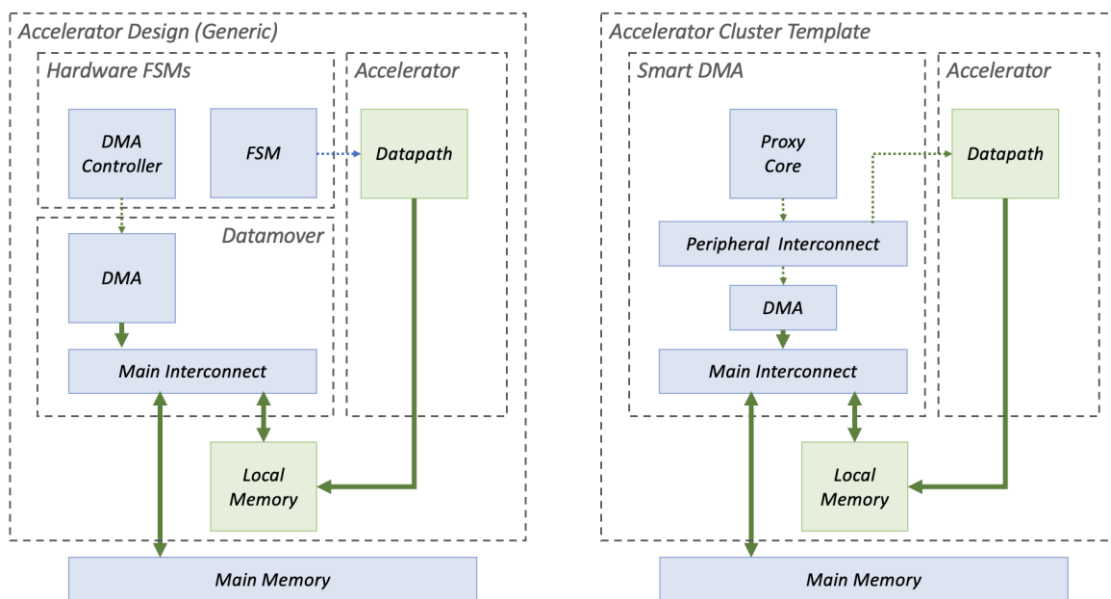 Accelerator Design (Generic)
Hardware FSMs
Accelerator
DMA
Controller
FSM
Datapath
Datamover
DMA
Main Interconnect
Local
Memory
Main Memory
Accelerator Cluster Template
Smart DMA
Accelerator
Proxy
Core
Datapath
Peripheral Interconnect
DMA
Main Interconnect
Local
Memory
Main Memory